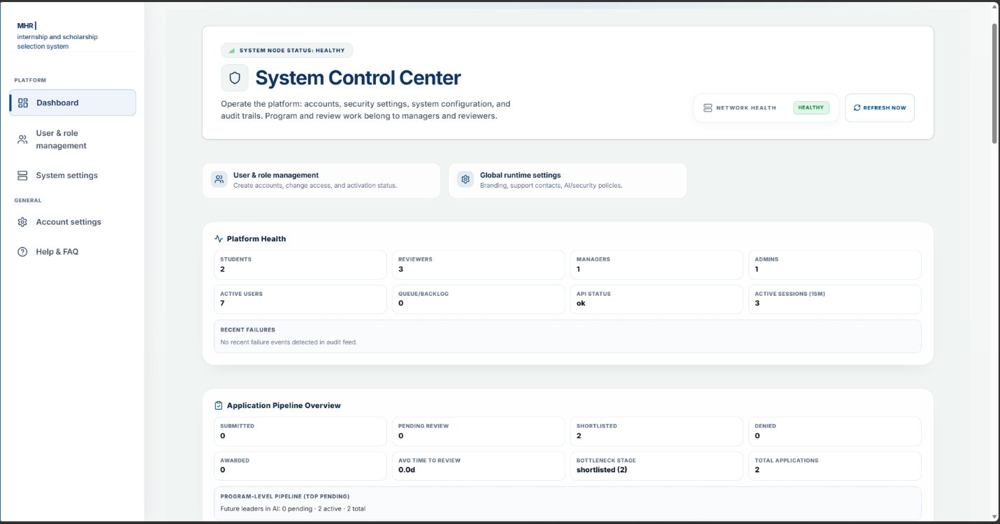 MHR |
internship and scholarship
selection system
PLATFORM
Dashboard
User & role
management
System settings
GENERAL
Account settings
Help & FAQ
SYSTEM NODE STATUS: HEALTHY
System Control Center
Operate the platform: accounts, security settings, system configuration, and
audit trails. Program and review work belong to managers and reviewers.
NETWORK HEALTH
HEALTHY
REFRESH NOW
User & role management
Create accounts, change access, and activation status.
Global runtime settings
Branding, support contacts, AI/security policies.
Platform Health
STUDENTS
2
REVIEWERS
3
MANAGERS
1
ADMINS
1
ACTIVE USERS
7
QUEUE/BACKLOG
0
API STATUS
ok
ACTIVE SESSIONS (15M)
3
RECENT FAILURES
No recent failure events detected in audit feed.
Application Pipeline Overview
SUBMITTED
0
PENDING REVIEW
0
SHORTLISTED
2
DENIED
0
AWARDED
0
AVG TIME TO REVIEW
0.0d
BOTTLENECK STAGE
shortlisted (2)
TOTAL APPLICATIONS
2
PROGRAM-LEVEL PIPELINE (TOP PENDING)
Future leaders in AI: 0 pending · 2 active · 2 total